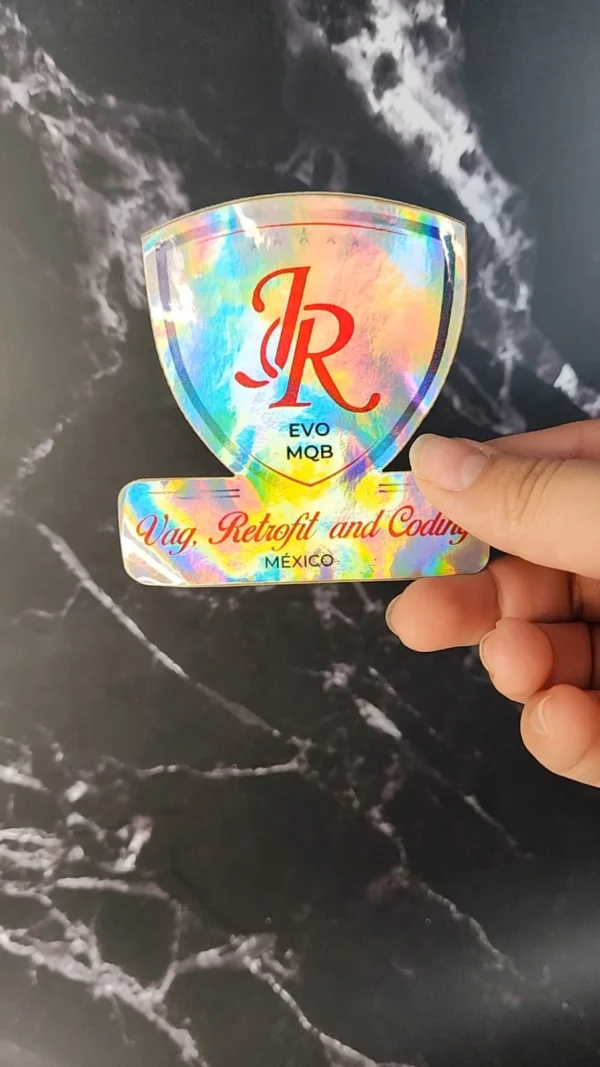 JR
EVO
MQB
Vag, Retrofit and Coding
MÉXICO